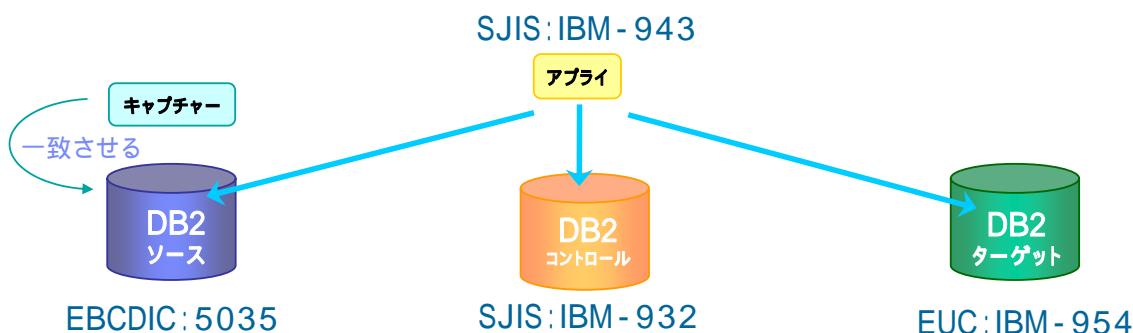 SJIS:IBM-943
アプライ
キャプチャー
一致させる
DB2
ソース
DB2
コントロール
DB2
ターゲット
EBCDIC:5035
SJIS:IBM-932
EUC:IBM-954